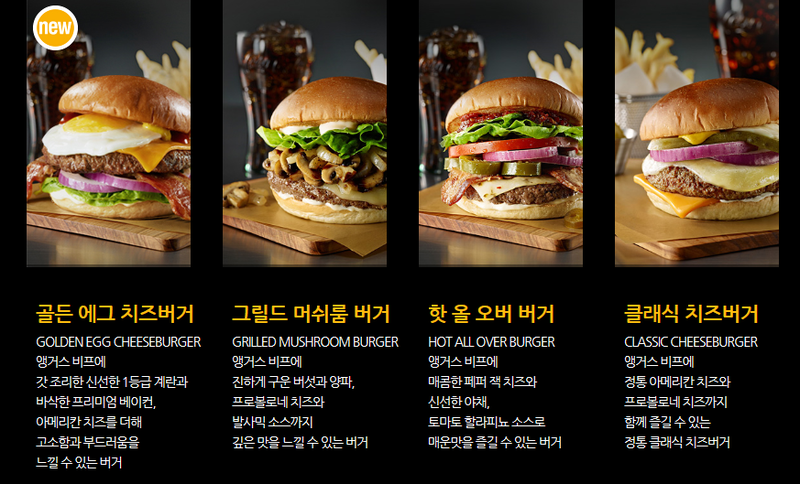 new
골든 에그 치즈버거
GOLDEN EGG CHEESEBURGER
앵거스 비프에
갓 조리한 신선한 1등급 계란과
바삭한 프리미엄 베이컨,
아메리칸 치즈를 더해
고소함과 부드러움을
느낄 수 있는 버거
그릴드 머쉬룸 버거
GRILLED MUSHROOM BURGER
앵거스 비프에
진하게 구운 버섯과 양파,
프로볼로네 치즈와
발사믹 소스까지
깊은 맛을 느낄 수 있는 버거
핫 올 오버 버거
HOT ALL OVER BURGER
앵거스 비프에
매콤한 페퍼 잭 치즈와
신선한 야채,
토마토 할라피뇨 소스로
매운맛을 즐길 수 있는 버거
클래식 치즈버거
CLASSIC CHEESEBURGER
앵거스 비프에
정통 아메리칸 치즈와
프로볼로네 치즈까지
함께 즐길 수 있는
정통 클래식 치즈버거